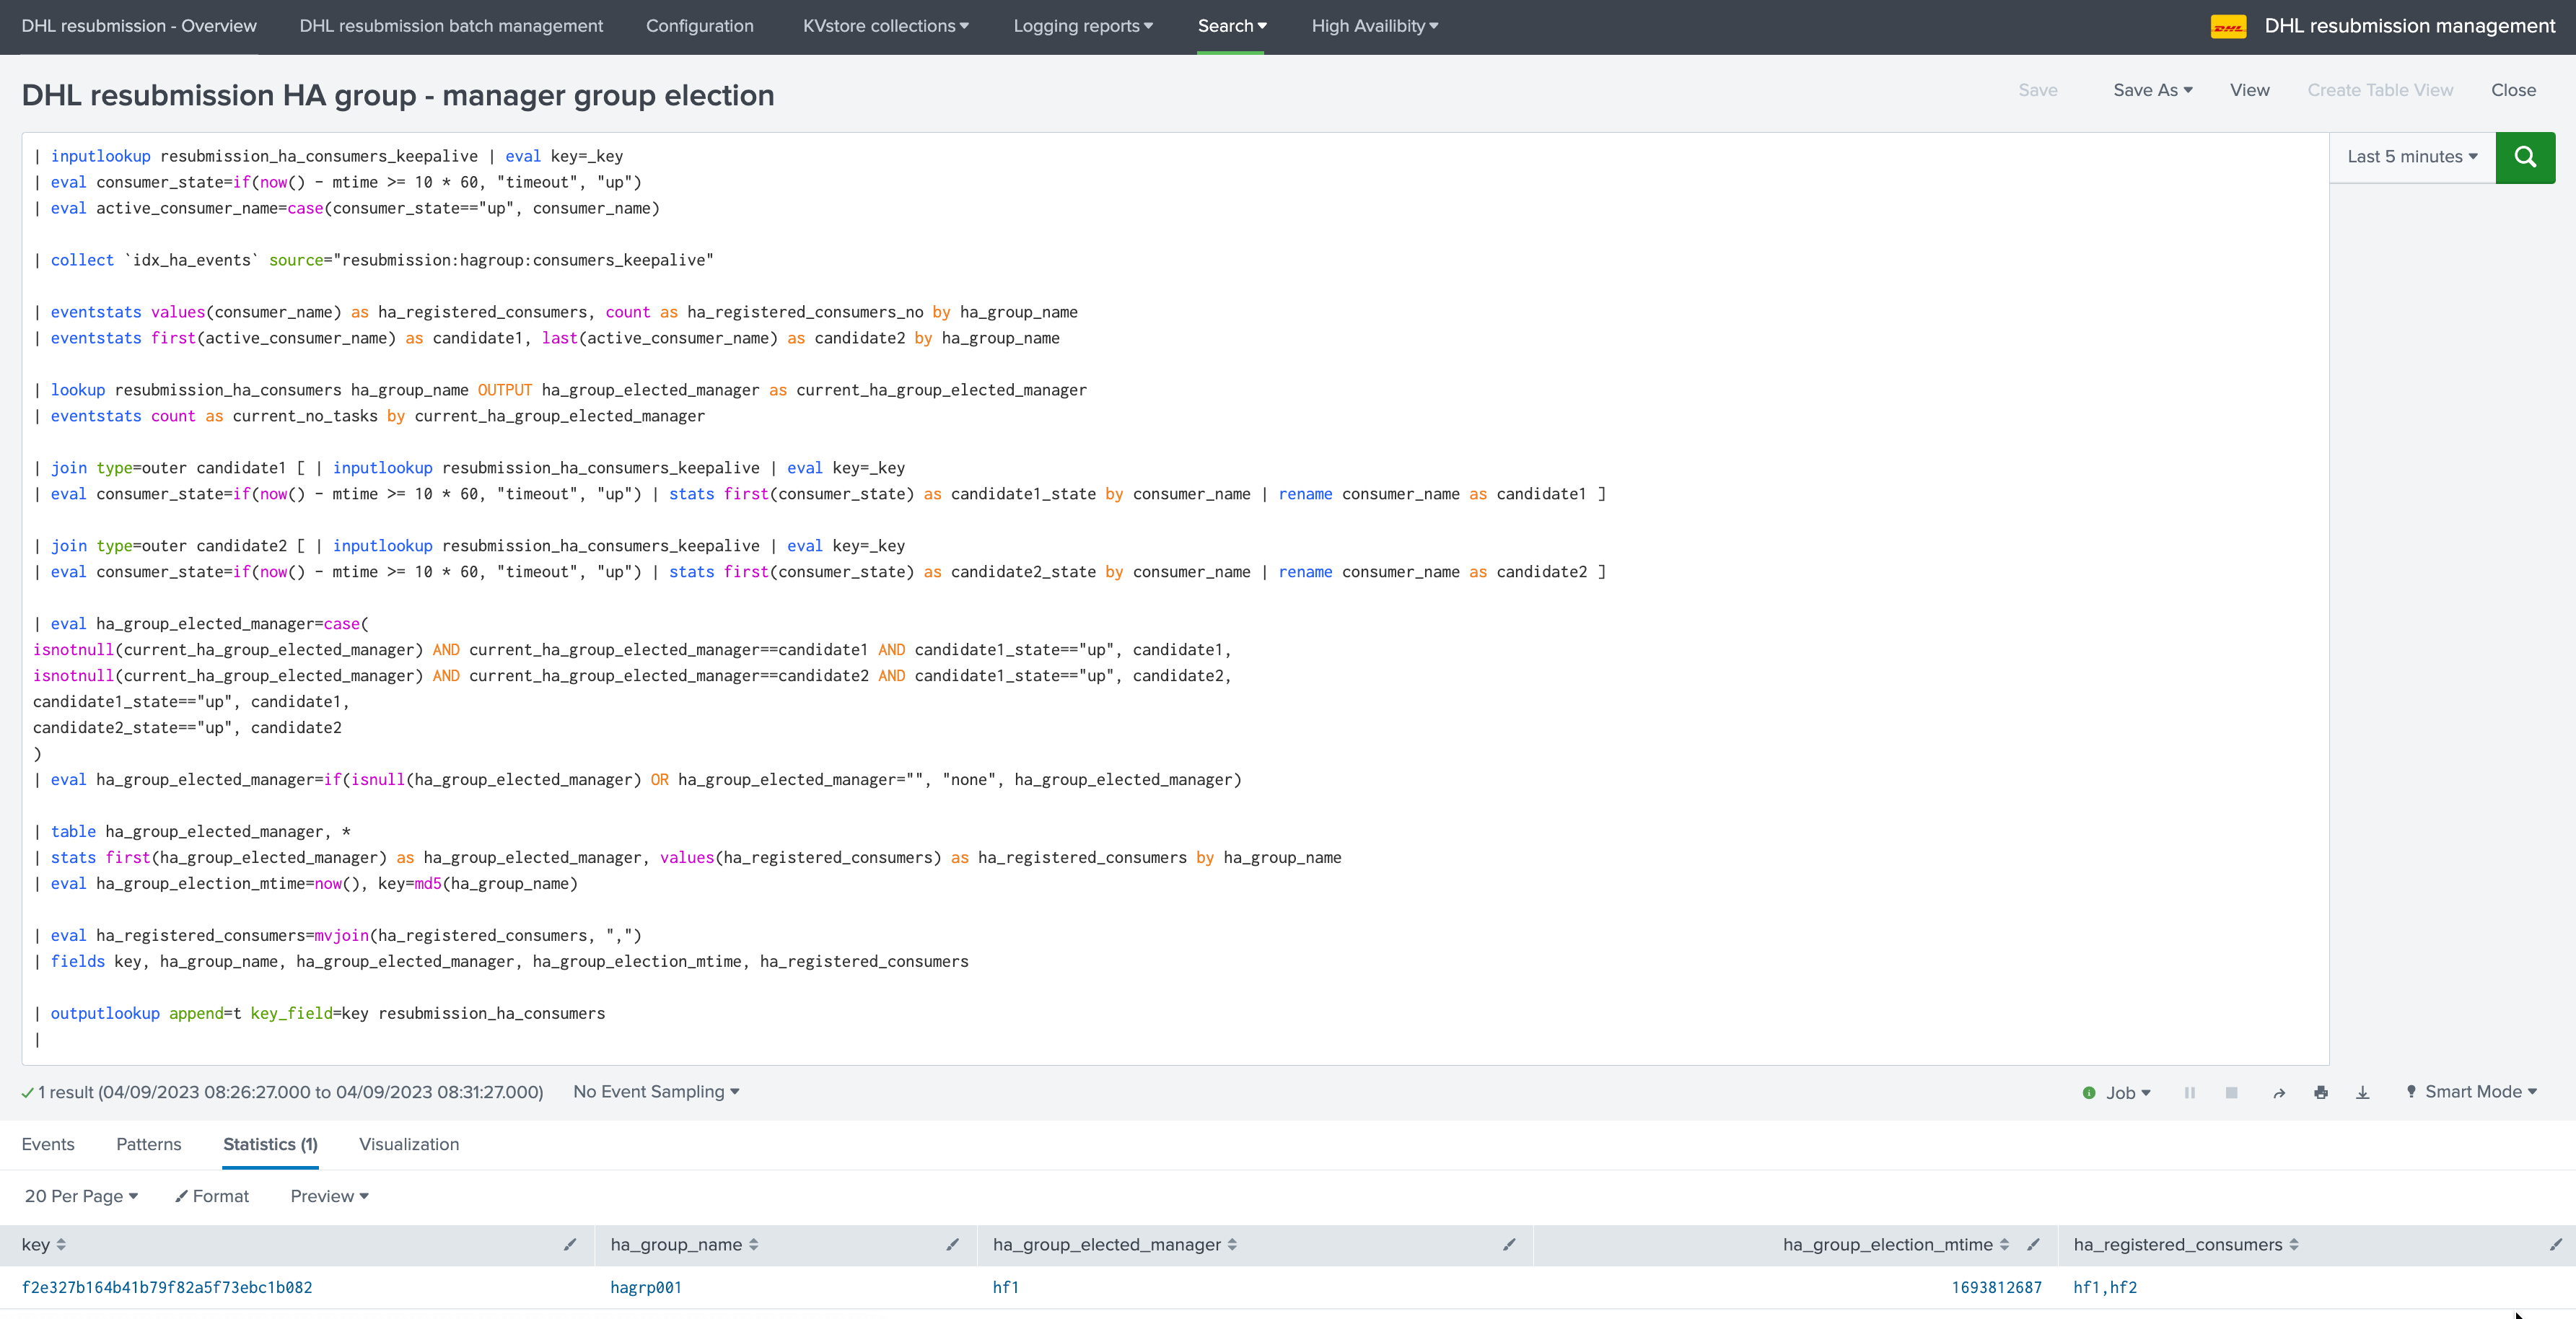 DHL resubmission - Overview DHL resubmission batch management Configuration KVstore collections Logging reports Search High Availibity DHL DHL resubmission management
DHL resubmission HA group - manager group election Save Save As View Create Table View Close
| inputlookup resubmission_ha_consumers_keepalive | eval key=_key Last 5 minutes
| eval consumer_state=if(now() - mtime >= 10 * 60, "timeout", "up")
| eval active_consumer_name=case(consumer_state=="up", consumer_name)
| collect `idx_ha_events` source="resubmission:hagroup:consumers_keepalive"
| eventstats values(consumer_name) as ha_registered_consumers, count as ha_registered_consumers_no by ha_group_name
| eventstats first(active_consumer_name) as candidate1, last(active_consumer_name) as candidate2 by ha_group_name
| lookup resubmission_ha_consumers ha_group_name OUTPUT ha_group_elected_manager as current_ha_group_elected_manager
| eventstats count as current_no_tasks by current_ha_group_elected_manager
| join type=outer candidate1 [ | inputlookup resubmission_ha_consumers_keepalive | eval key=_key
| eval consumer_state=if(now() - mtime >= 10 * 60, "timeout", "up") | stats first(consumer_state) as candidate1_state by consumer_name | rename consumer_name as candidate1 ]
| join type=outer candidate2 [ | inputlookup resubmission_ha_consumers_keepalive | eval key=_key
| eval consumer_state=if(now() - mtime >= 10 * 60, "timeout", "up") | stats first(consumer_state) as candidate2_state by consumer_name | rename consumer_name as candidate2 ]
| eval ha_group_elected_manager=case(
isnotnull(current_ha_group_elected_manager) AND current_ha_group_elected_manager==candidate1 AND candidate1_state=="up", candidate1,
isnotnull(current_ha_group_elected_manager) AND current_ha_group_elected_manager==candidate2 AND candidate1_state=="up", candidate2,
candidate1_state=="up", candidate1,
candidate2_state=="up", candidate2
)
| eval ha_group_elected_manager=if(isnull(ha_group_elected_manager) OR ha_group_elected_manager="", "none", ha_group_elected_manager)
| table ha_group_elected_manager, *
| stats first(ha_group_elected_manager) as ha_group_elected_manager, values(ha_registered_consumers) as ha_registered_consumers by ha_group_name
| eval ha_group_election_mtime=now(), key=md5(ha_group_name)
| eval ha_registered_consumers=mvjoin(ha_registered_consumers, ",")
| fields key, ha_group_name, ha_group_elected_manager, ha_group_election_mtime, ha_registered_consumers
| outputlookup append=t key_field=key resubmission_ha_consumers
|
1 result (04/09/2023 08:26:27.000 to 04/09/2023 08:31:27.000) No Event Sampling Job Smart Mode
Events Patterns Statistics (1) Visualization
20 Per Page Format Preview
key ha_group_name ha_group_elected_manager ha_group_election_mtime ha_registered_consumers
f2e327b164b41b79f82a5f73ebc1b082 hagrp001 hf1 1693812687 hf1,hf2